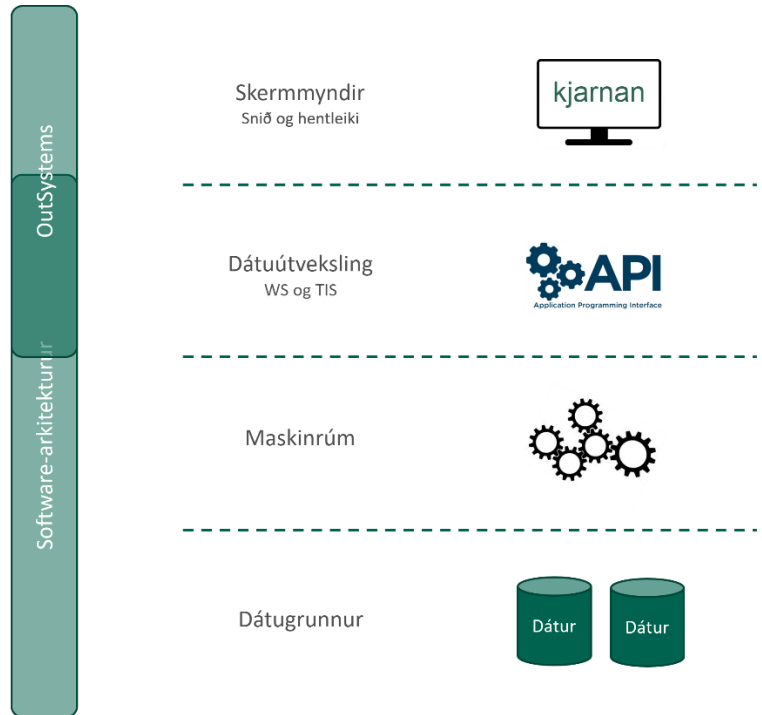 OutSystems
Software-arkitekturur
Skermmyndir
Snið og hentleiki
kjarnan
Dátuútveksling
WS og TIS
API
Application Programming Interface
Maskinrúm
Dátugrunnur
Dátur
Dátur